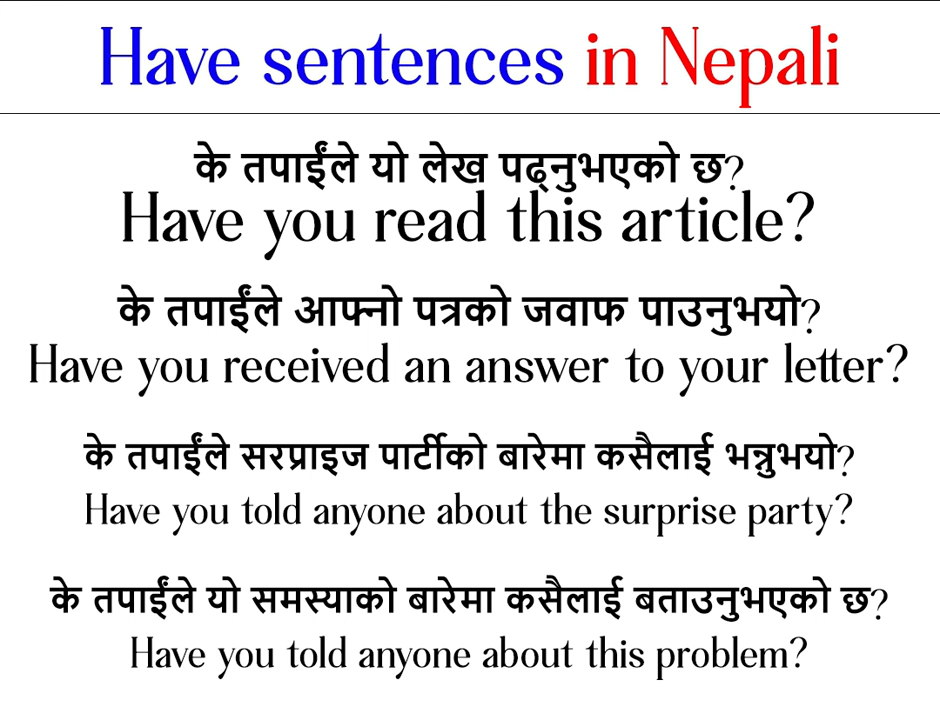 Have sentences in Nepali
के तपाईंले यो लेख पढ्नुभएको छ?
Have you read this article?
के तपाईंले आफ्नो पत्रको जवाफ पाउनुभयो?
Have you received an answer to your letter?
के तपाईंले सरप्राइज पार्टीको बारेमा कसैलाई भन्नुभयो?
Have you told anyone about the surprise party?
के तपाईंले यो समस्याको बारेमा कसैलाई बताउनुभएको छ?
Have you told anyone about this problem?